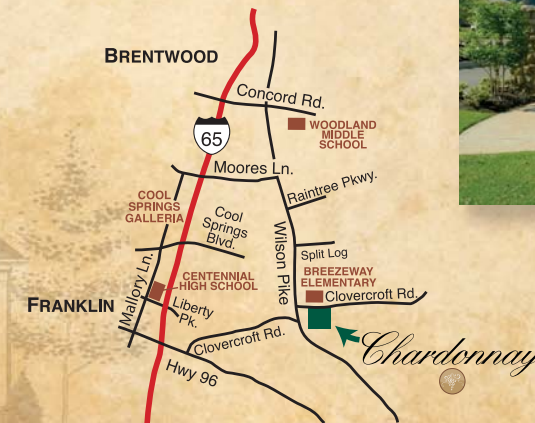 BRENTWOOD
Concord Rd.
65
WOODLAND
MIDDLE
SCHOOL
Moores Ln.
Raintree Pkwy.
COOL
SPRINGS
GALLERIA
Cool
Springs
Blvd.
Wilson Pike
Split Log
Mallory Ln.
CENTENNIAL
HIGH SCHOOL
BREEZEWAY
ELEMENTARY
Clovercroft Rd.
FRANKLIN
Liberty
Pk.
Clovercroft Rd.
Chardonnay
Hwy 96